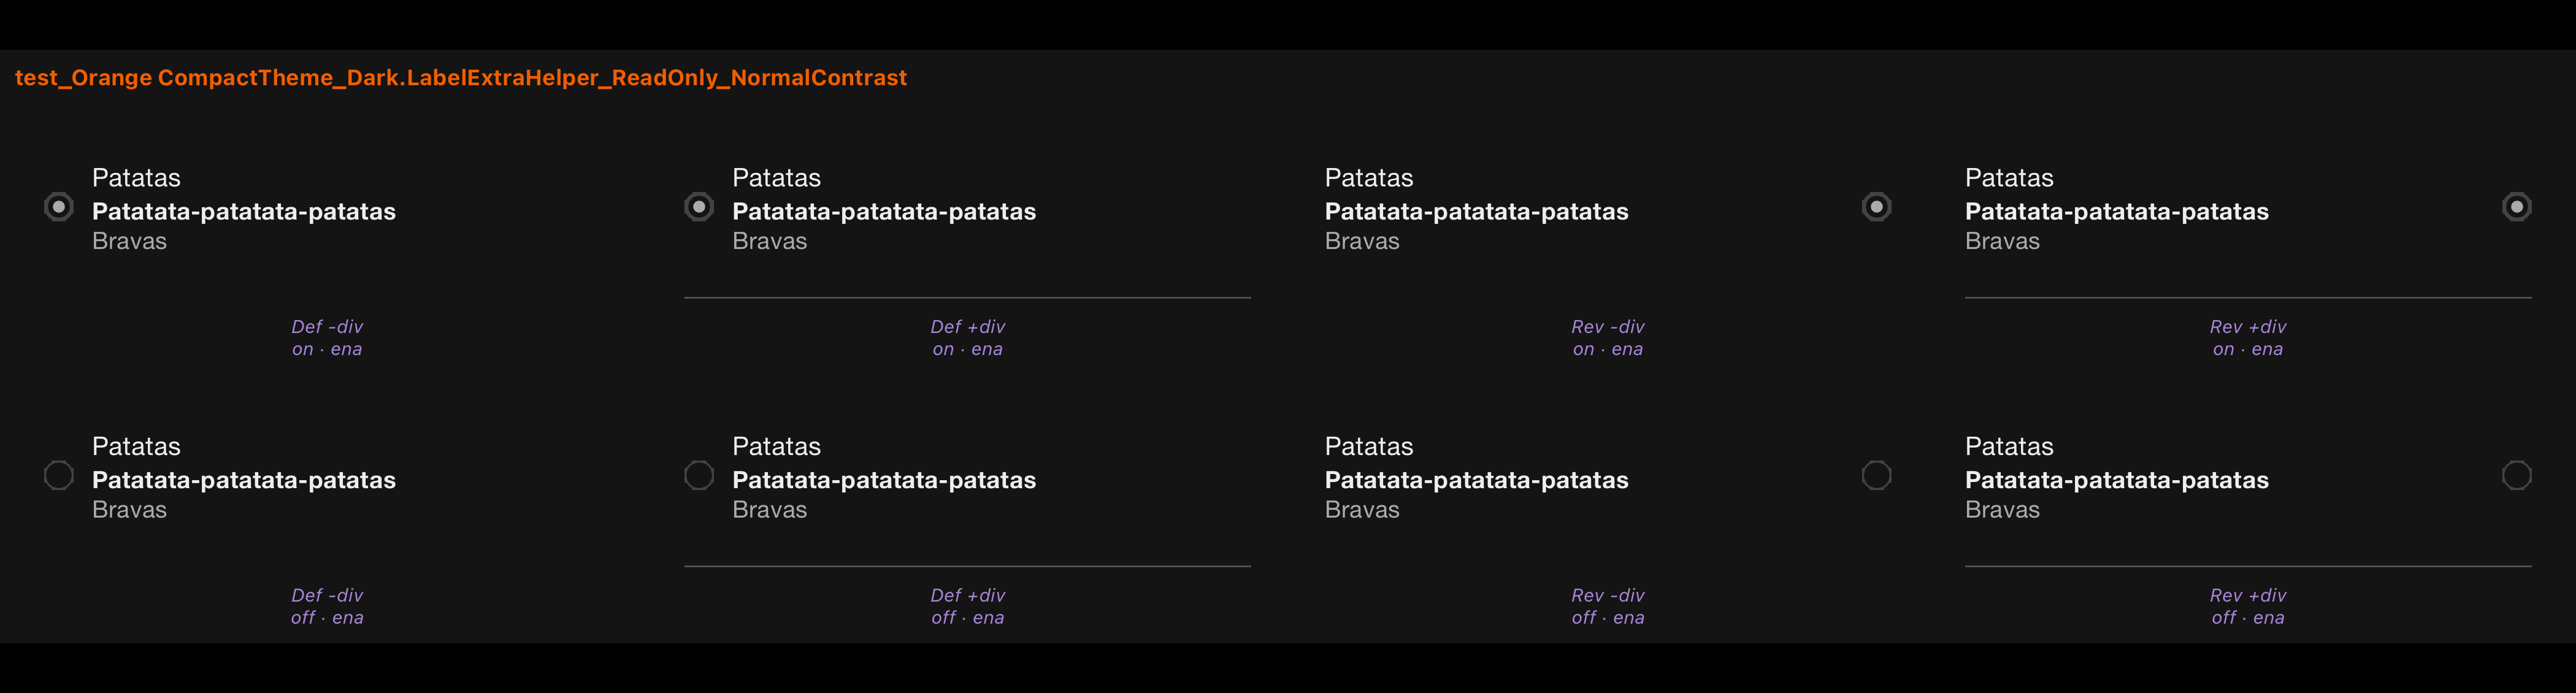 test_Orange CompactTheme_Dark.LabelExtraHelper_ReadOnly_NormalContrast
Patatas
Patatata-patatata-patatas
Bravas
Def -div
on · ena
Patatas
Patatata-patatata-patatas
Bravas
Def +div
on · ena
Patatas
Patatata-patatata-patatas
Bravas
Rev -div
on · ena
Patatas
Patatata-patatata-patatas
Bravas
Rev +div
on · ena
Patatas
Patatata-patatata-patatas
Bravas
Def -div
off · ena
Patatas
Patatata-patatata-patatas
Bravas
Def +div
off · ena
Patatas
Patatata-patatata-patatas
Bravas
Rev -div
off · ena
Patatas
Patatata-patatata-patatas
Bravas
Rev +div
off · ena